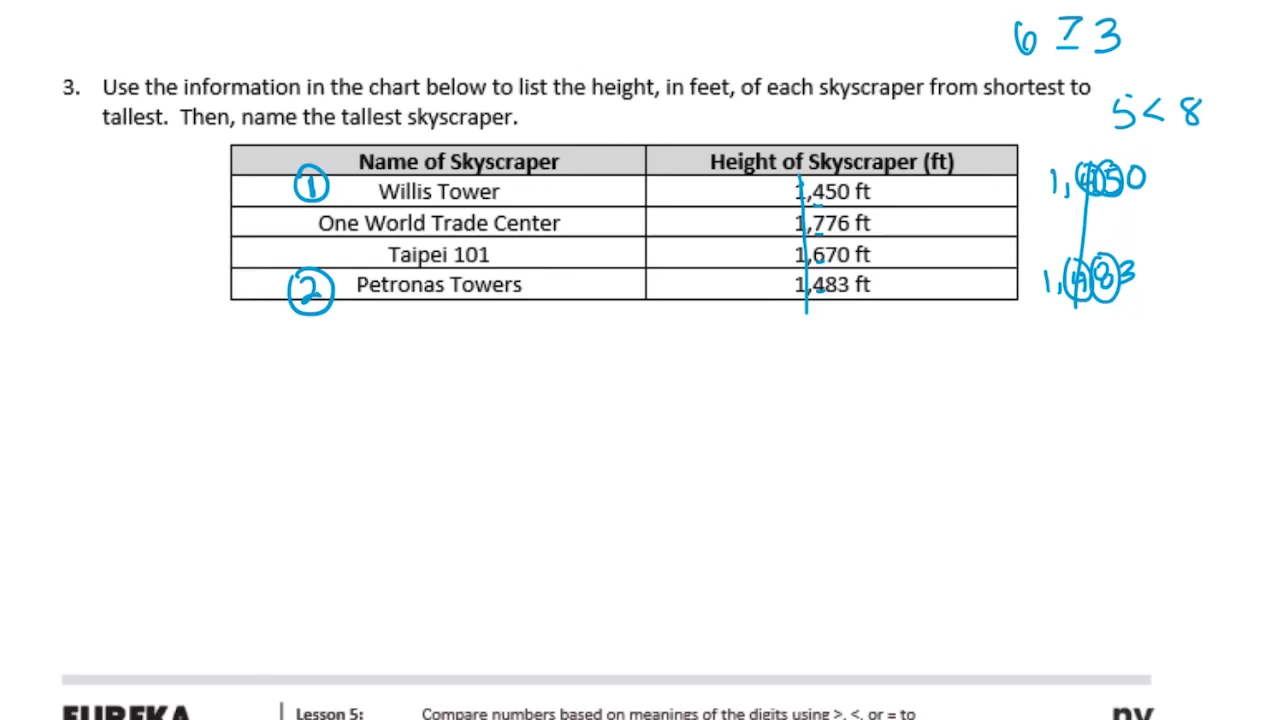 6 7 3
3. Use the information in the chart below to list the height, in feet, of each skyscraper from shortest to
tallest. Then, name the tallest skyscraper.
5 < 8
Name of Skyscraper Height of Skyscraper (ft)
1 Willis Tower 1,450 ft 1,450
One World Trade Center 1,776 ft
Taipei 101 1,670 ft
2 Petronas Towers 1,483 ft 1,483
EUREKA Lesson 5: Compare numbers based on meanings of the digits using >, <, or = to ny